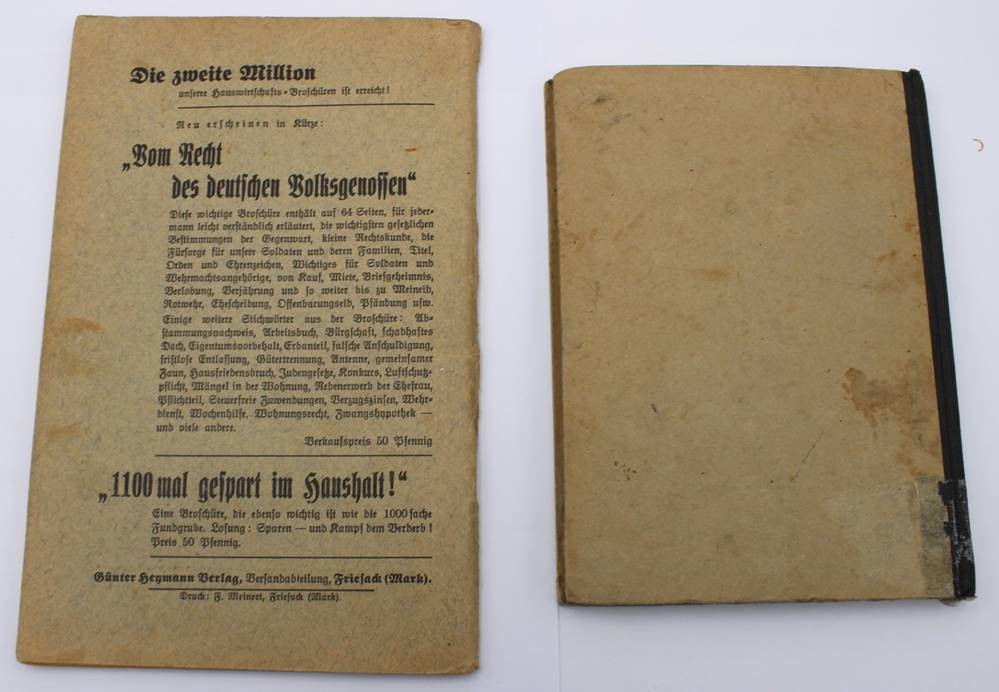 Die zweite Million
unserer Hauswirtschafts-Broschüren ist erreicht!
Neu erscheinen in Kürze:
„Vom Recht
des deutschen Volksgenossen“
Diese wichtige Broschüre enthält auf 64 Seiten, für jeder-
mann leicht verständlich erläutert, die wichtigsten gesetzlichen
Bestimmungen der Gegenwart, kleine Rechtskunde, die
Fürsorge für unsere Soldaten und deren Familien, Titel,
Orden und Ehrenzeichen, Wichtiges für Soldaten und
Wehrmachtsangehörige, von Kauf, Miete, Briefgeheimnis,
Verlobung, Verjährung und so weiter bis zu Meineid,
Notwehr, Ehescheidung, Offenbarungseid, Pfändung usw.
Einige weitere Stichwörter aus der Broschüre: Ab-
stammungsnachweis, Arbeitsbuch, Bürgschaft, schadhaftes
Dach, Eigentumsvorbehalt, Erbanteil, falsche Anschuldigung,
fristlose Entlassung, Gütertrennung, Antenne, gemeinsamer
Zaun, Hausfriedensbruch, Judengesetze, Konkurs, Luftschutz-
pflicht, Mängel in der Wohnung, Nebenerwerb der Ehefrau,
Pflichtteil, Steuerfreie Zuwendungen, Verzugszinsen, Wehr-
dienst, Wochenhilfe, Wohnungsrecht, Zwangshypothek —
und viele andere.
Verkaufspreis 50 Pfennig
„1100 mal gespart im Haushalt!“
Eine Broschüre, die ebenso wichtig ist wie die 1000 fache
Fundgrube. Losung: Sparen — und Kampf dem Verderb!
Preis 50 Pfennig.
Günter Heymann Verlag, Versandabteilung, Friesack (Mark).
Druck: F. Meinert, Friesack (Mark).